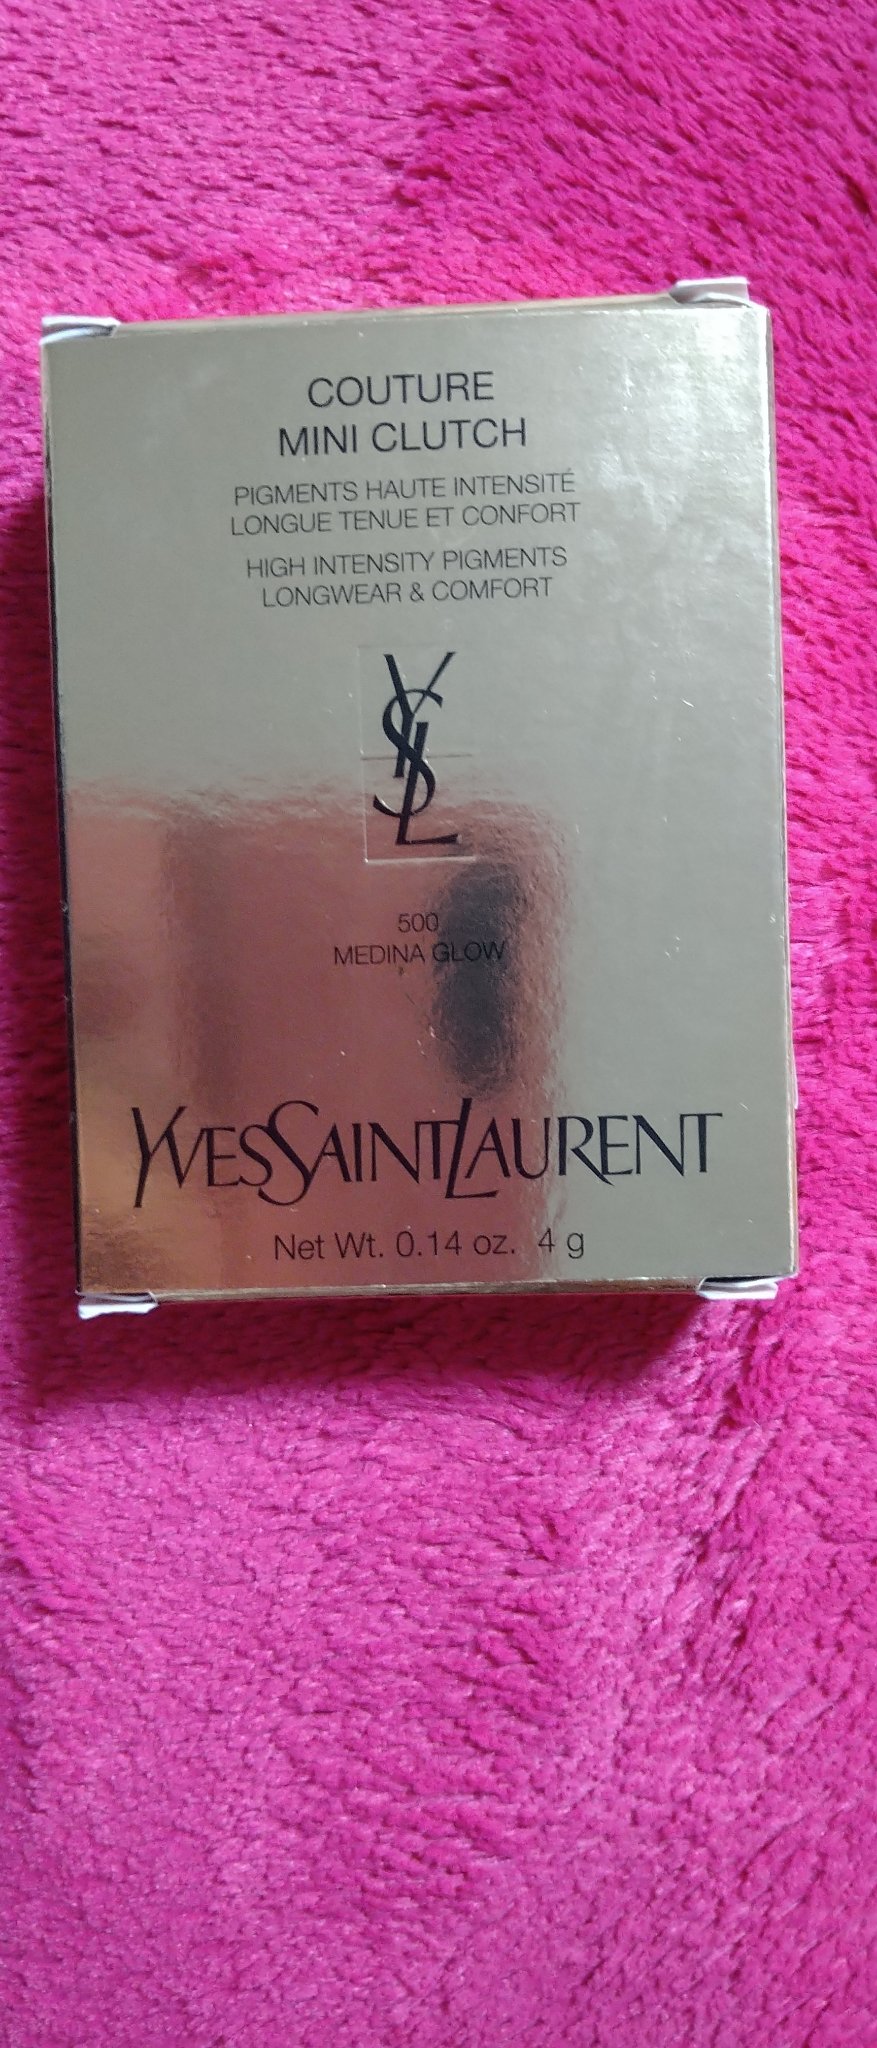 COUTURE
MINI CLUTCH
PIGMENTS HAUTE INTENSITÉ
LONGUE TENUE ET CONFORT
HIGH INTENSITY PIGMENTS
LONGWEAR & COMFORT
YSL
500
MEDINA GLOW
YVESSAINTLAURENT
Net Wt. 0.14 oz. 4 g